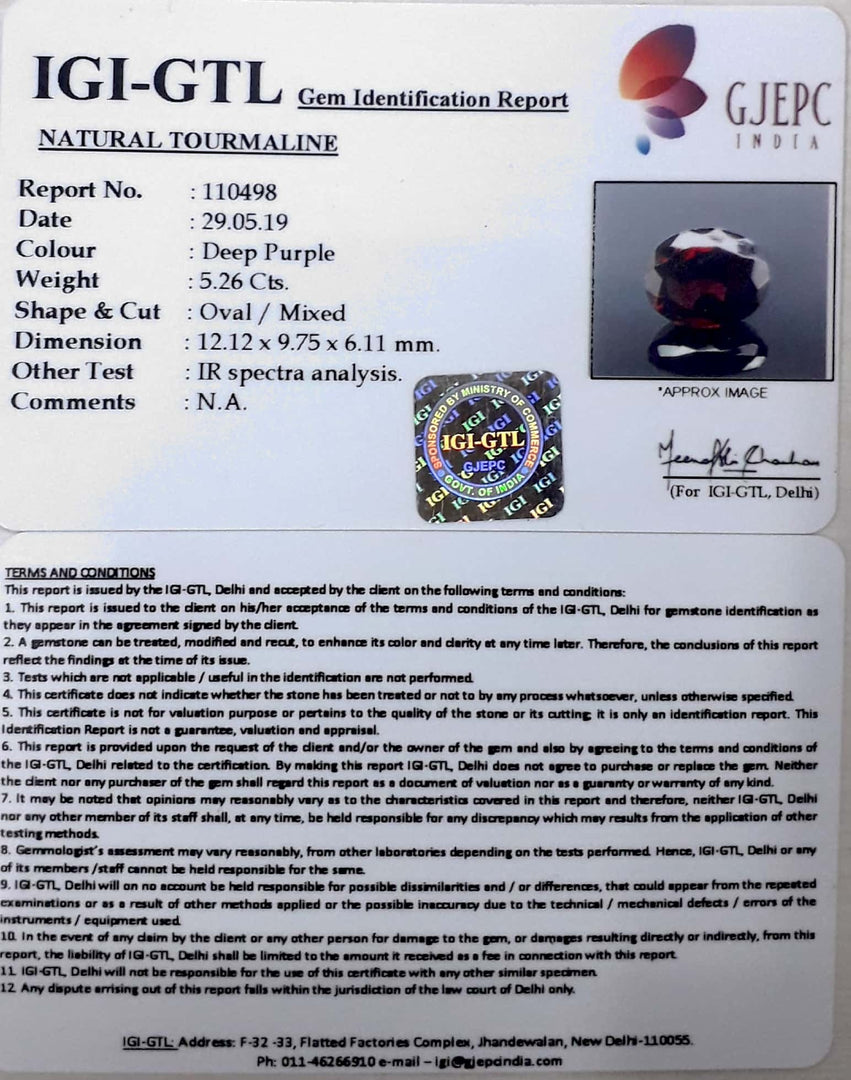 IGI-GTL Gem Identification Report
GJEPC
INDIA
NATURAL TOURMALINE
Report No. : 110498
Date : 29.05.19
Colour : Deep Purple
Weight : 5.26 Cts.
Shape & Cut : Oval / Mixed
Dimension : 12.12 x 9.75 x 6.11 mm.
Other Test : IR spectra analysis.
Comments : N.A.
*APPROX IMAGE
SPONSORED BY MINISTRY OF COMMERCE
IGI-GTL
GJEPC
GOVT. OF INDIA
(For IGI-GTL, Delhi)
TERMS AND CONDITIONS
This report is issued by the IGI-GTL, Delhi and accepted by the client on the following terms and conditions:
1. This report is issued to the client on his/her acceptance of the terms and conditions of the IGI-GTL, Delhi for gemstone identification as
they appear in the agreement signed by the client.
2. A gemstone can be treated, modified and recut, to enhance its color and clarity at any time later. Therefore, the conclusions of this report
reflect the findings at the time of its issue.
3. Tests which are not applicable / useful in the identification are not performed.
4. This certificate does not indicate whether the stone has been treated or not to by any process whatsoever, unless otherwise specified.
5. This certificate is not for valuation purpose or pertains to the quality of the stone or its cutting; it is only an identification report. This
Identification Report is not a guarantee, valuation and appraisal.
6. This report is provided upon the request of the client and/or the owner of the gem and also by agreeing to the terms and conditions of
the IGI-GTL, Delhi related to the certification. By making this report IGI-GTL, Delhi does not agree to purchase or replace the gem. Neither
the client nor any purchaser of the gem shall regard this report as a document of valuation nor as a guaranty or warranty of any kind.
7. It may be noted that opinions may reasonably vary as to the characteristics covered in this report and therefore, neither IGI-GTL, Delhi
nor any other member of its staff shall, at any time, be held responsible for any discrepancy which may results from the application of other
testing methods.
8. Gemmologist's assessment may vary reasonably, from other laboratories depending on the tests performed. Hence, IGI-GTL, Delhi or any
of its members /staff cannot be held responsible for the same.
9. IGI-GTL, Delhi will on no account be held responsible for possible dissimilarities and / or differences, that could appear from the repeated
examinations or as a result of other methods applied or the possible inaccuracy due to the technical / mechanical defects / errors of the
instruments / equipment used.
10. In the event of any claim by the client or any other person for damage to the gem, or damages resulting directly or indirectly, from this
report, the liability of IGI-GTL, Delhi shall be limited to the amount it received as a fee in connection with this report.
11. IGI-GTL, Delhi will not be responsible for the use of this certificate with any other similar specimen.
12. Any dispute arrising out of this report falls within the jurisdiction of the law court of Delhi only.
IGI-GTL: Address: F-32 -33, Flatted Factories Complex, Jhandewalan, New Delhi-110055.
Ph: 011-46266910 e-mail – igi@gjepcindia.com